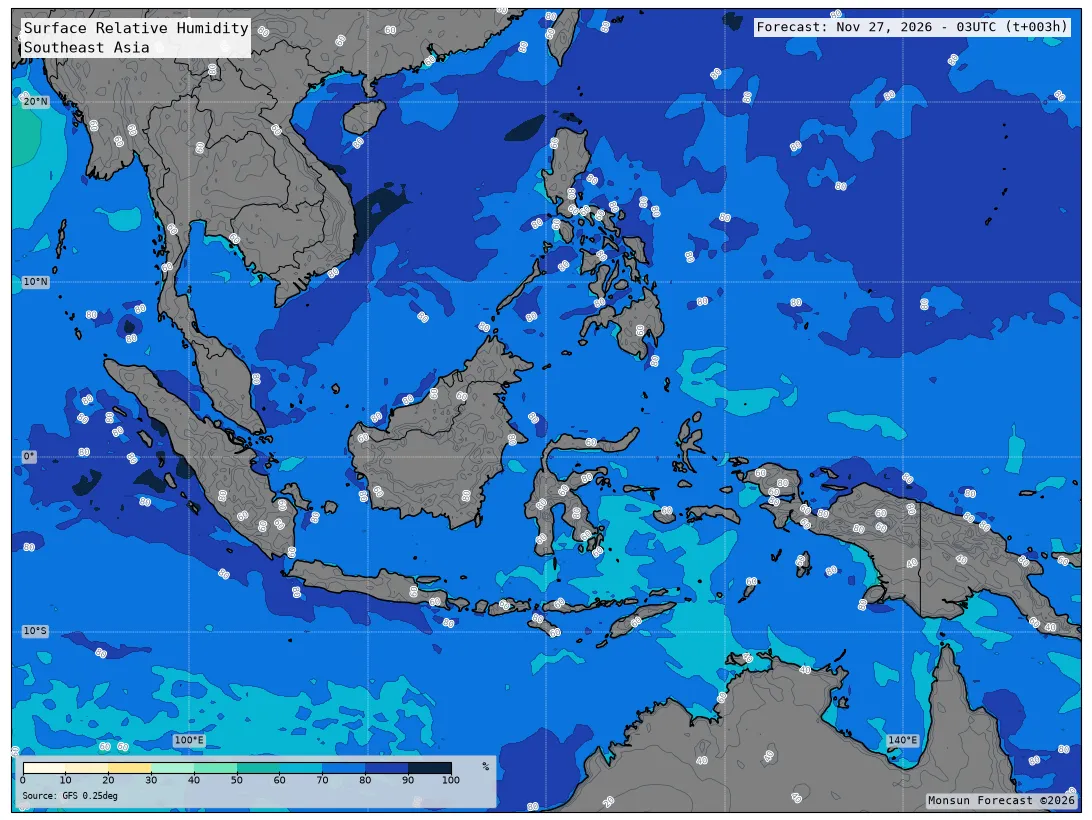 Surface Relative Humidity
Southeast Asia
Forecast: Nov 27, 2026 - 03UTC (t+003h)
20°N
10°N
0°
10°S
100°E
140°E
0 10 20 30 40 50 60 70 80 90 100
%
Source: GFS 0.25deg
Monsun Forecast ©2026